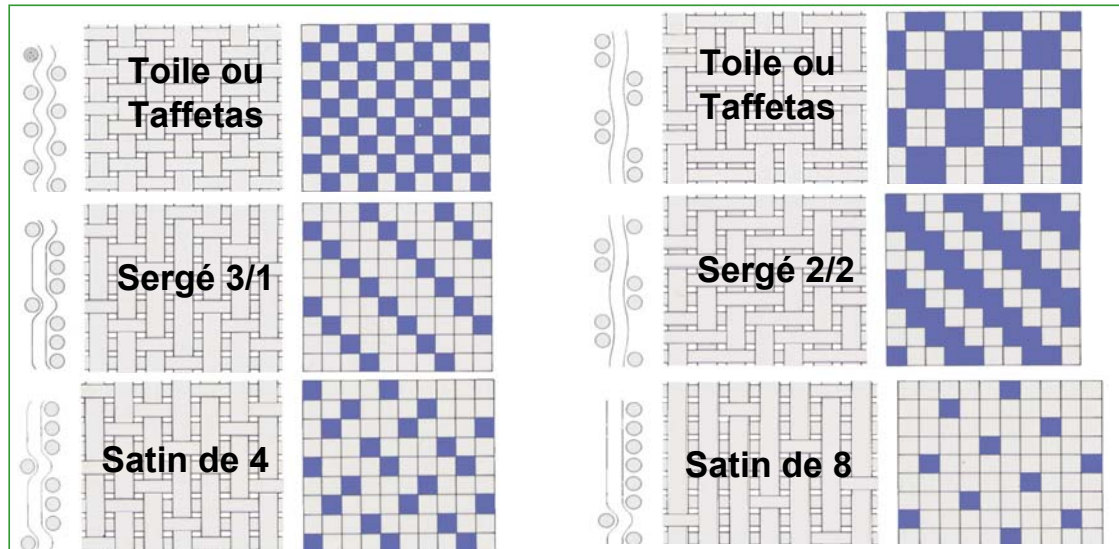 Toile ou
Taffetas
Toile ou
Taffetas
Sergé 3/1
Sergé 2/2
Satin de 4
Satin de 8